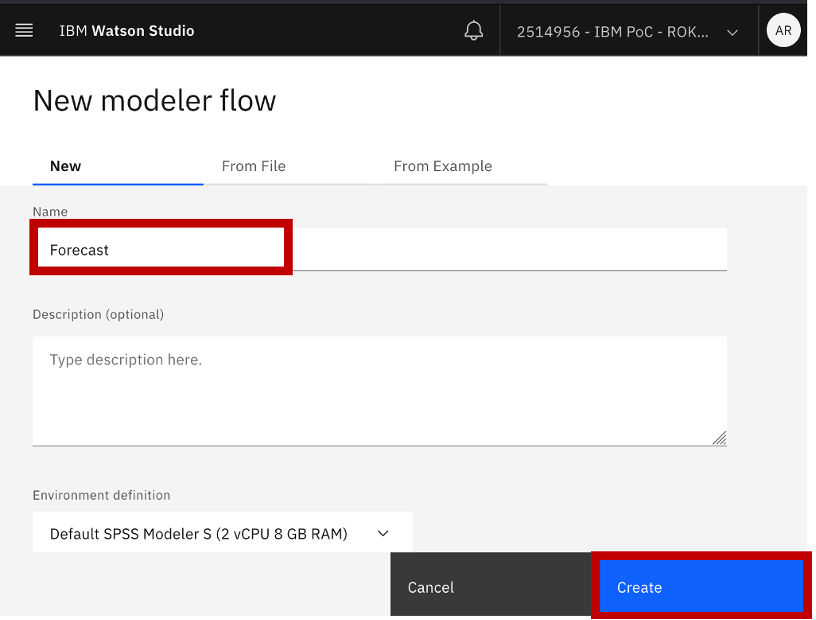 IBM Watson Studio
2514956 - IBM PoC - ROK...
AR
New modeler flow
New
From File
From Example
Name
Forecast
Description (optional)
Type description here.
Environment definition
Default SPSS Modeler S (2 vCPU 8 GB RAM)
Cancel
Create